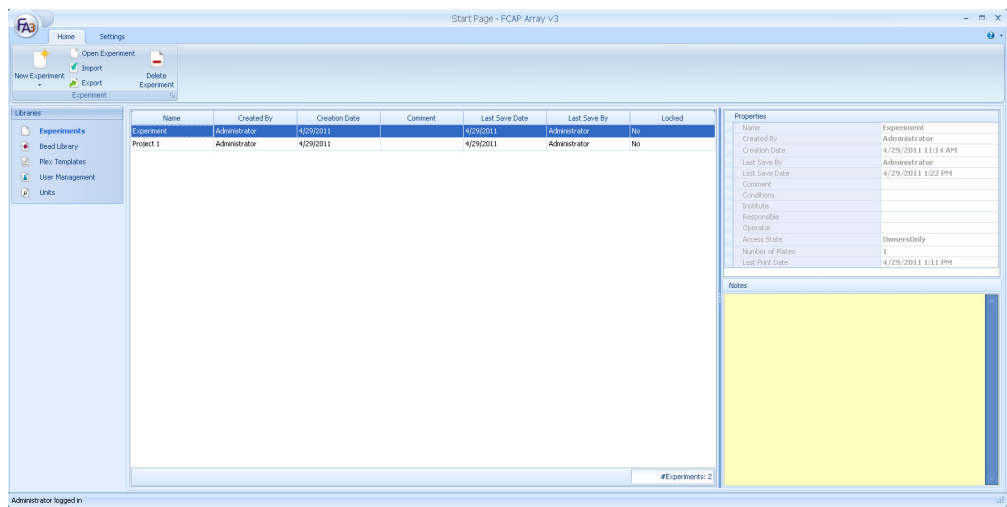 Start Page - FCAP Array v3
FA3
Home Settings
New Experiment
Open Experiment
Import
Export
Delete Experiment
Experiment
Libraries
Experiments
Bead Library
Plex Templates
User Management
Units
Name Created By Creation Date Comment Last Save Date Last Save By Locked
Experiment Administrator 4/29/2011 4/29/2011 Administrator No
Project 1 Administrator 4/29/2011 4/29/2011 Administrator No
#Experiments: 2
Properties
Name Experiment
Created By Administrator
Creation Date 4/29/2011 11:14 AM
Last Save By Administrator
Last Save Date 4/29/2011 1:22 PM
Comment
Conditions
Institute
Responsible
Operator
Access State OwnersOnly
Number of Plates 1
Last Print Date 4/29/2011 1:11 PM
Notes
Administrator logged in